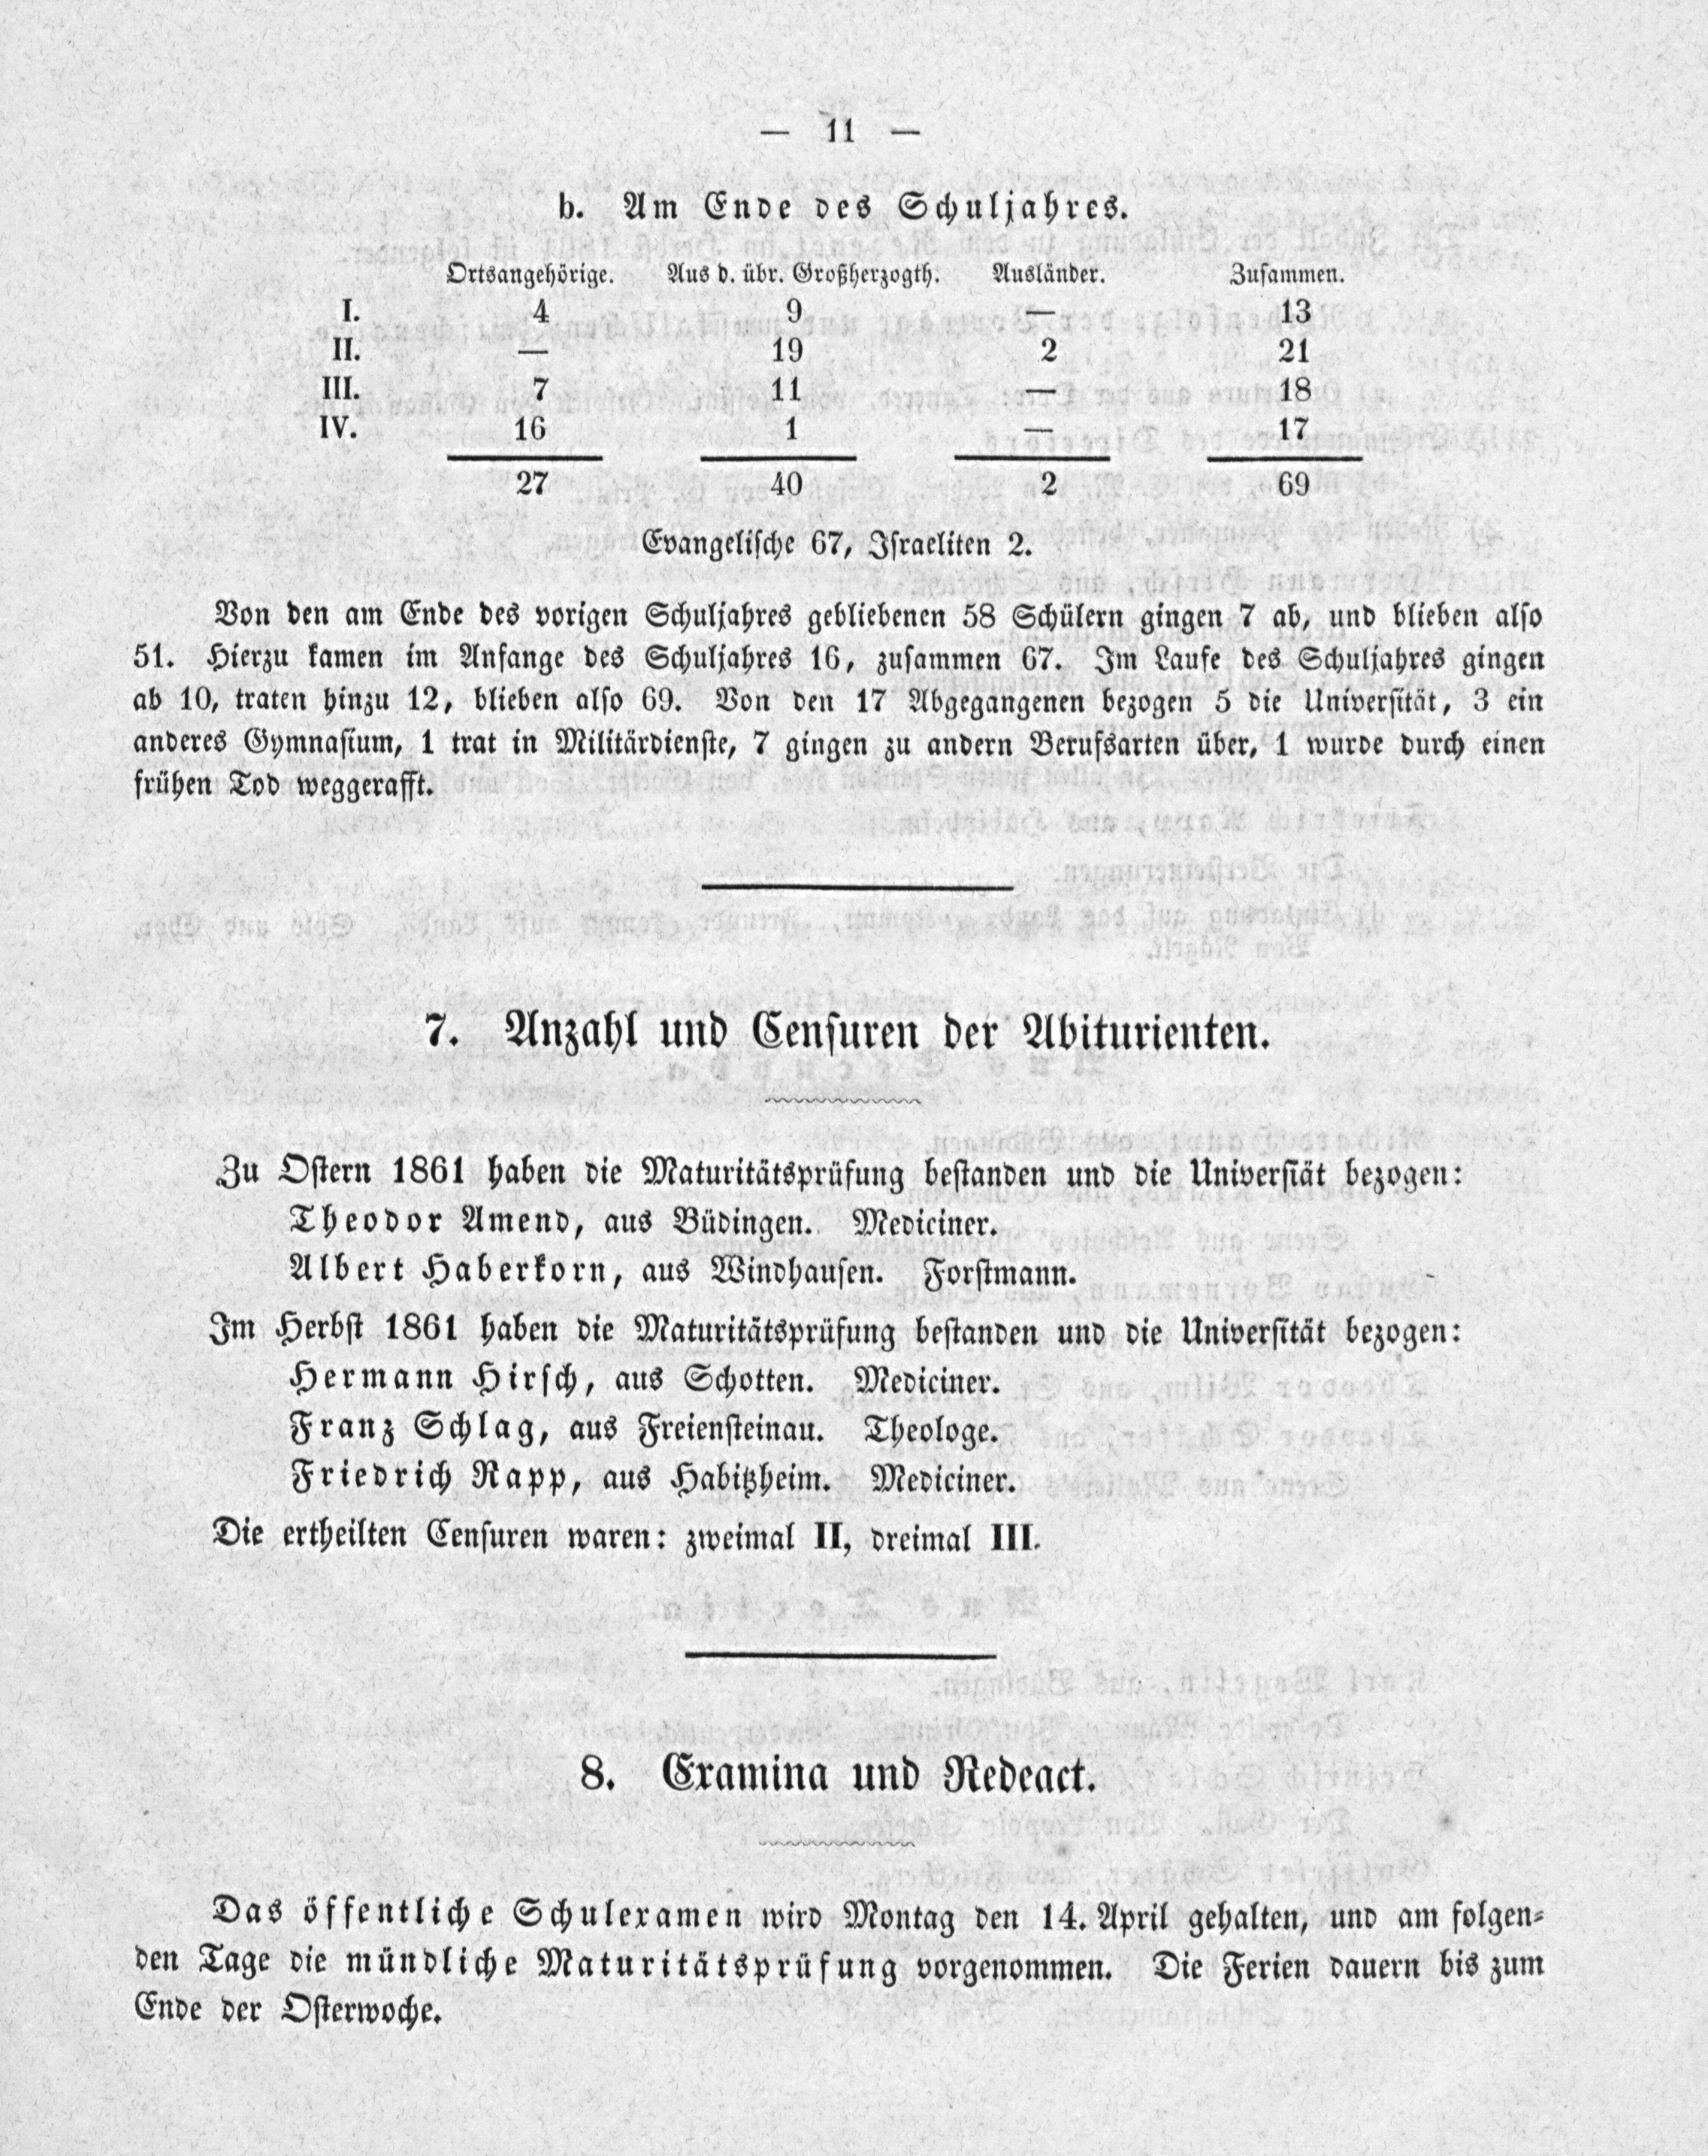 — 11 —
b. Am Ende des Schuljahres.
Ortsangehörige. Aus d. übr. Großherzogth. Ausländer. Zusammen.
I. 4 9 — 13
II. — 19 2 21
III. 7 11 — 18
IV. 16 1 — 17
27 40 2 69
Evangelische 67, Israeliten 2.
Von den am Ende des vorigen Schuljahres gebliebenen 58 Schülern gingen 7 ab, und blieben also
51. Hierzu kamen im Anfange des Schuljahres 16, zusammen 67. Im Laufe des Schuljahres gingen
ab 10, traten hinzu 12, blieben also 69. Von den 17 Abgegangenen bezogen 5 die Universität, 3 ein
anderes Gymnasium, 1 trat in Militärdienste, 7 gingen zu andern Berufsarten über, 1 wurde durch einen
frühen Tod weggerafft.
7. Anzahl und Censuren der Abiturienten.
Zu Ostern 1861 haben die Maturitätsprüfung bestanden und die Universiät bezogen:
Theodor Amend, aus Büdingen. Mediciner.
Albert Haberkorn, aus Windhausen. Forstmann.
Im Herbst 1861 haben die Maturitätsprüfung bestanden und die Universität bezogen:
Hermann Hirsch, aus Schotten. Mediciner.
Franz Schlag, aus Freiensteinau. Theologe.
Friedrich Rapp, aus Habitzheim. Mediciner.
Die ertheilten Censuren waren: zweimal II, dreimal III.
8. Examina und Redeact.
Das öffentliche Schulexamen wird Montag den 14. April gehalten, und am folgen-
den Tage die mündliche Maturitätsprüfung vorgenommen. Die Ferien dauern bis zum
Ende der Osterwoche.